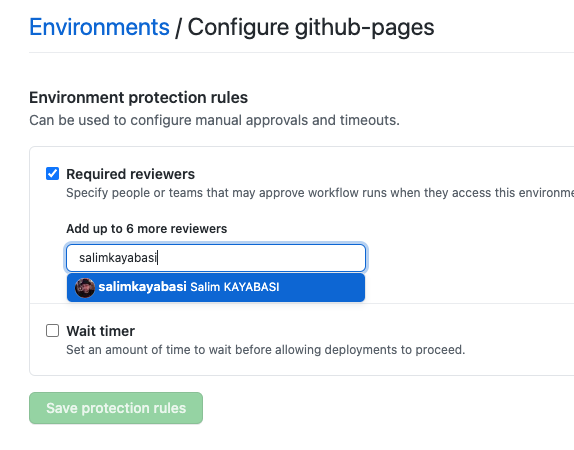 Environments / Configure github-pages
Environment protection rules
Can be used to configure manual approvals and timeouts.
Required reviewers
Specify people or teams that may approve workflow runs when they access this environme
Add up to 6 more reviewers
salimkayabasi
salimkayabasi Salim KAYABASI
Wait timer
Set an amount of time to wait before allowing deployments to proceed.
Save protection rules